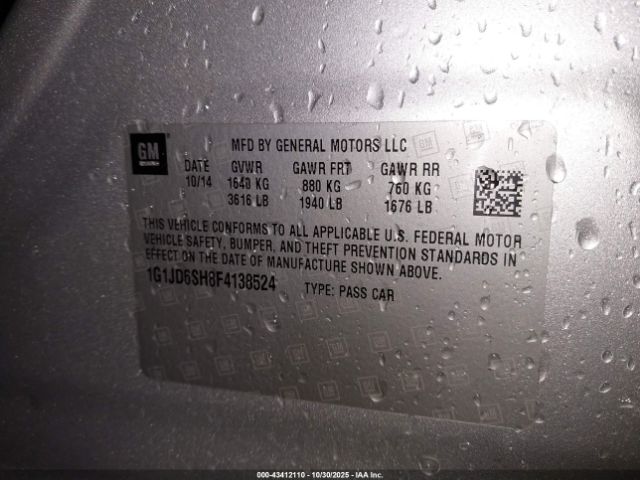 GM
MFD BY GENERAL MOTORS LLC
DATE GVWR GAWR FRT GAWR RR
10/14 1640 KG 880 KG 760 KG
3616 LB 1940 LB 1676 LB
THIS VEHICLE CONFORMS TO ALL APPLICABLE U.S. FEDERAL MOTOR
VEHICLE SAFETY, BUMPER, AND THEFT PREVENTION STANDARDS IN
EFFECT ON THE DATE OF MANUFACTURE SHOWN ABOVE.
1G1JD6SH8F4138524 TYPE: PASS CAR
000-43412110 - 10/30/2025 - IAA Inc.